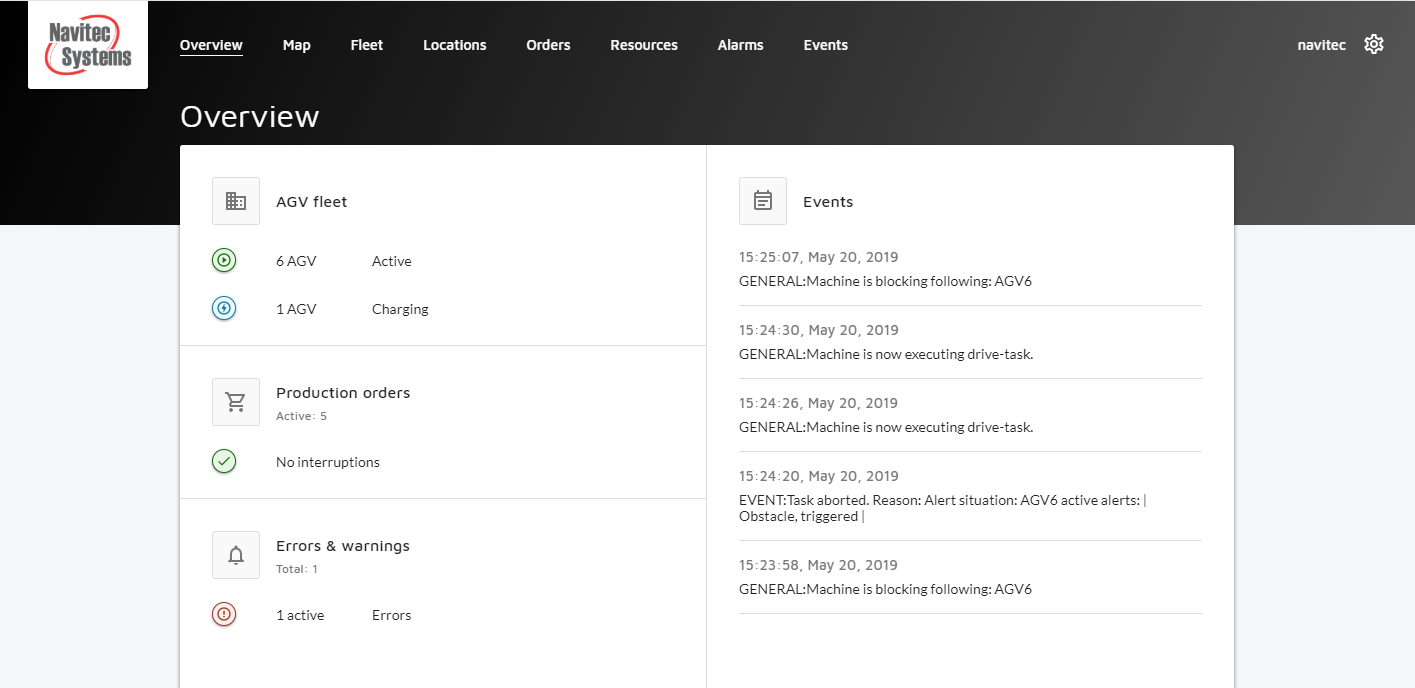 Navitec
Systems
Overview
Map
Fleet
Locations
Orders
Resources
Alarms
Events
navitec
Overview
AGV fleet
6 AGV Active
1 AGV Charging
Production orders
Active: 5
No interruptions
Errors & warnings
Total: 1
1 active Errors
Events
15:25:07, May 20, 2019
GENERAL:Machine is blocking following: AGV6
15:24:30, May 20, 2019
GENERAL:Machine is now executing drive-task.
15:24:26, May 20, 2019
GENERAL:Machine is now executing drive-task.
15:24:20, May 20, 2019
EVENT:Task aborted. Reason: Alert situation: AGV6 active alerts: |
Obstacle, triggered |
15:23:58, May 20, 2019
GENERAL:Machine is blocking following: AGV6